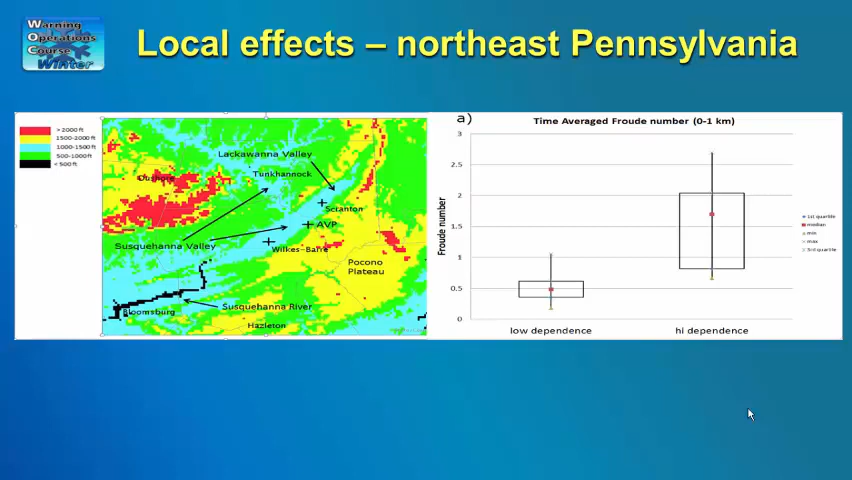 Warning
Operations
Course
Winter
Local effects – northeast Pennsylvania
> 2000 ft
1500-2000 ft
1000-1500 ft
500-1000 ft
< 500 ft
Lackawanna Valley
Tunkhannock
Dushore
Scranton
AVP
Susquehanna Valley
Wilkes-Barre
Pocono
Plateau
Susquehanna River
Bloomsburg
Hazleton
a)
Time Averaged Froude number (0-1 km)
Froude number
3
2.5
2
1.5
1
0.5
0
low dependence
hi dependence
1st quartile
median
min
max
3rd quartile